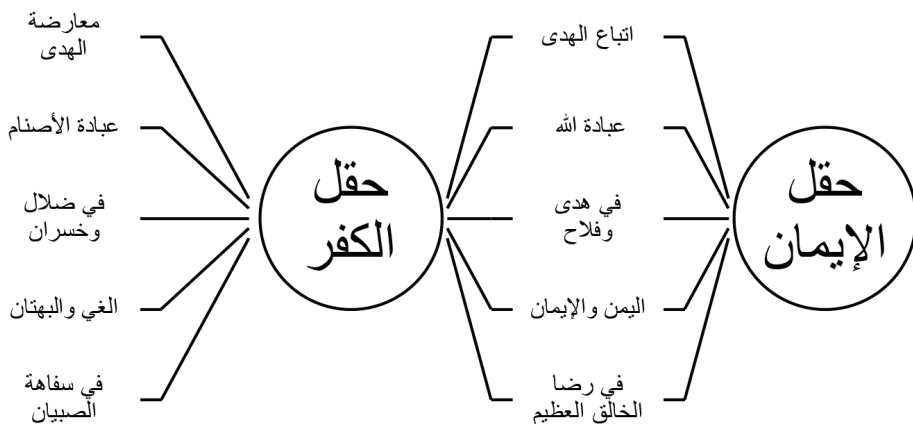 حقل
الإيمان
اتباع الهدى
عبادة الله
في هدى
وفلاح
اليمن والإيمان
في رضا
الخالق العظيم
حقل
الكفر
معارضة
الهدى
عبادة الأصنام
في ضلال
وخسران
الغي والبهتان
في سفاهة
الصبيان